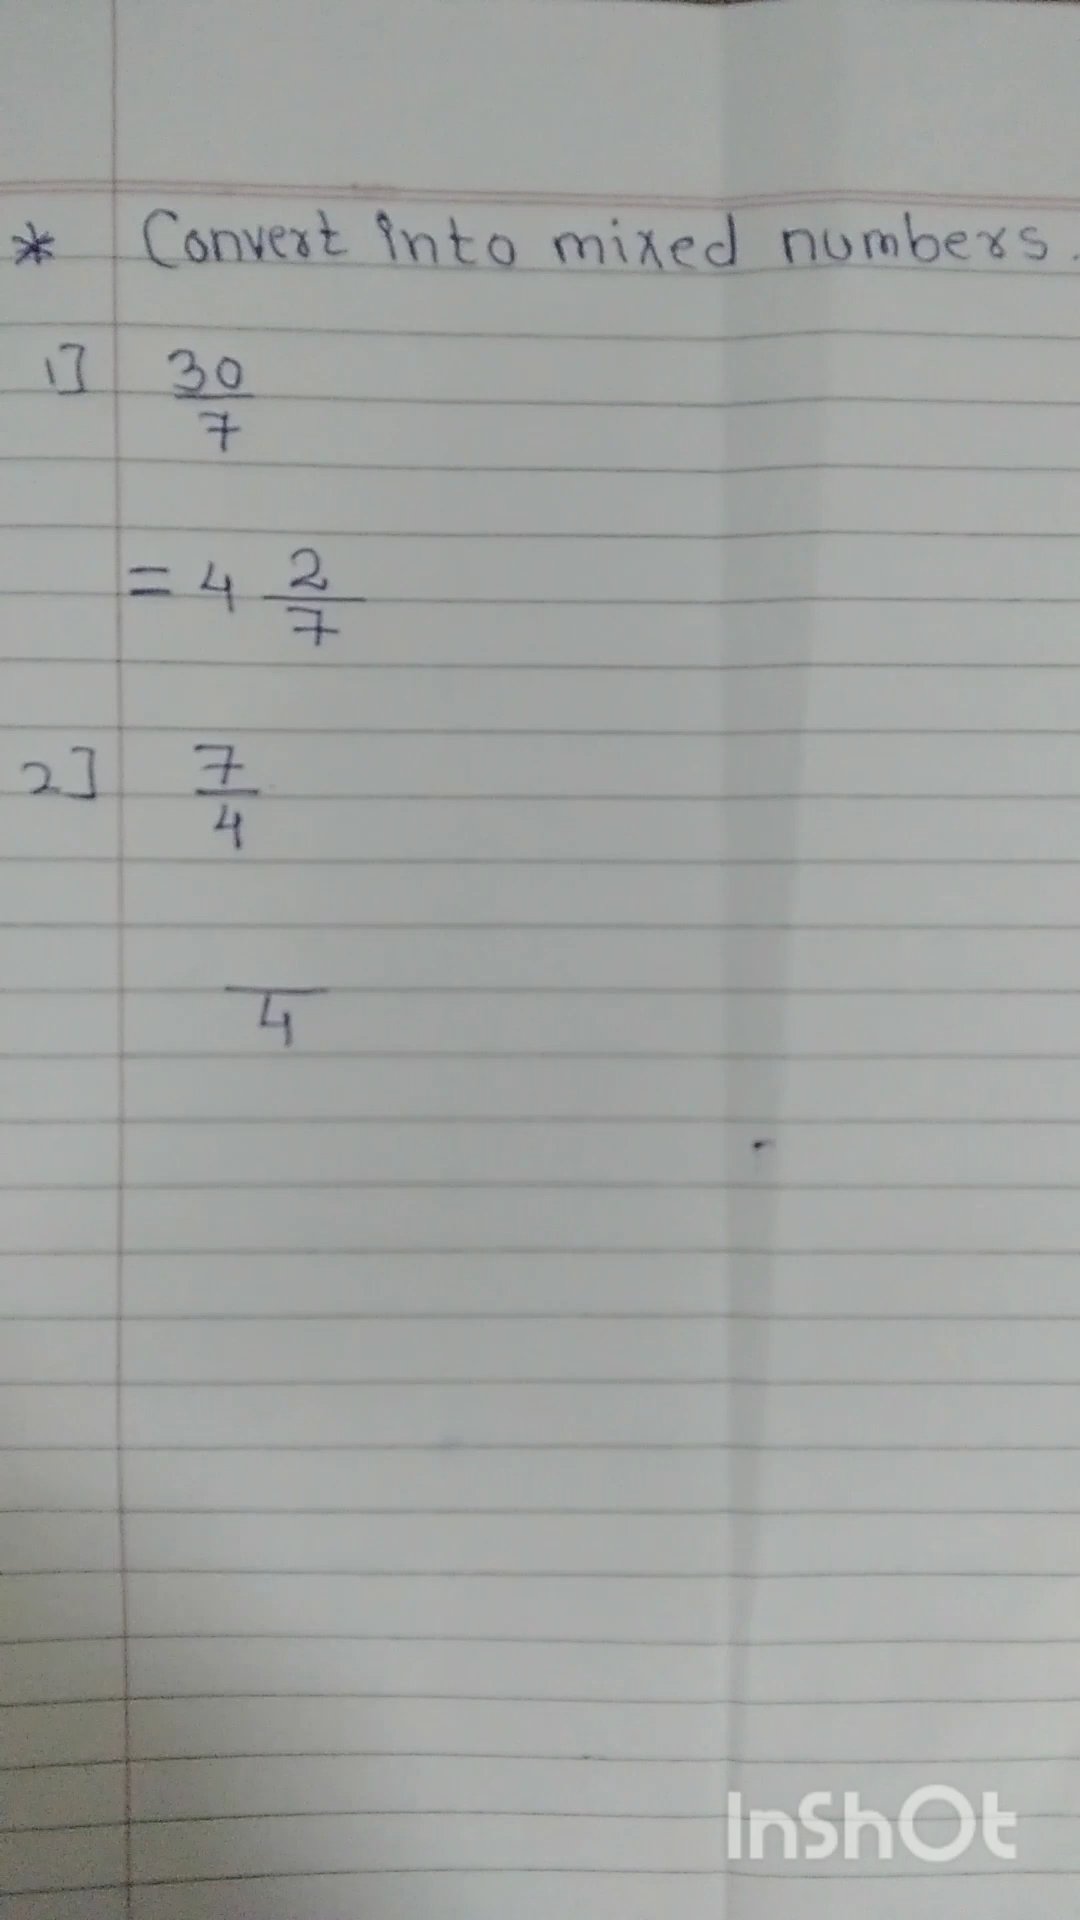 * Convert into mixed numbers.
1] 30/7
= 4 2/7
2] 7/4
/4
InShOt